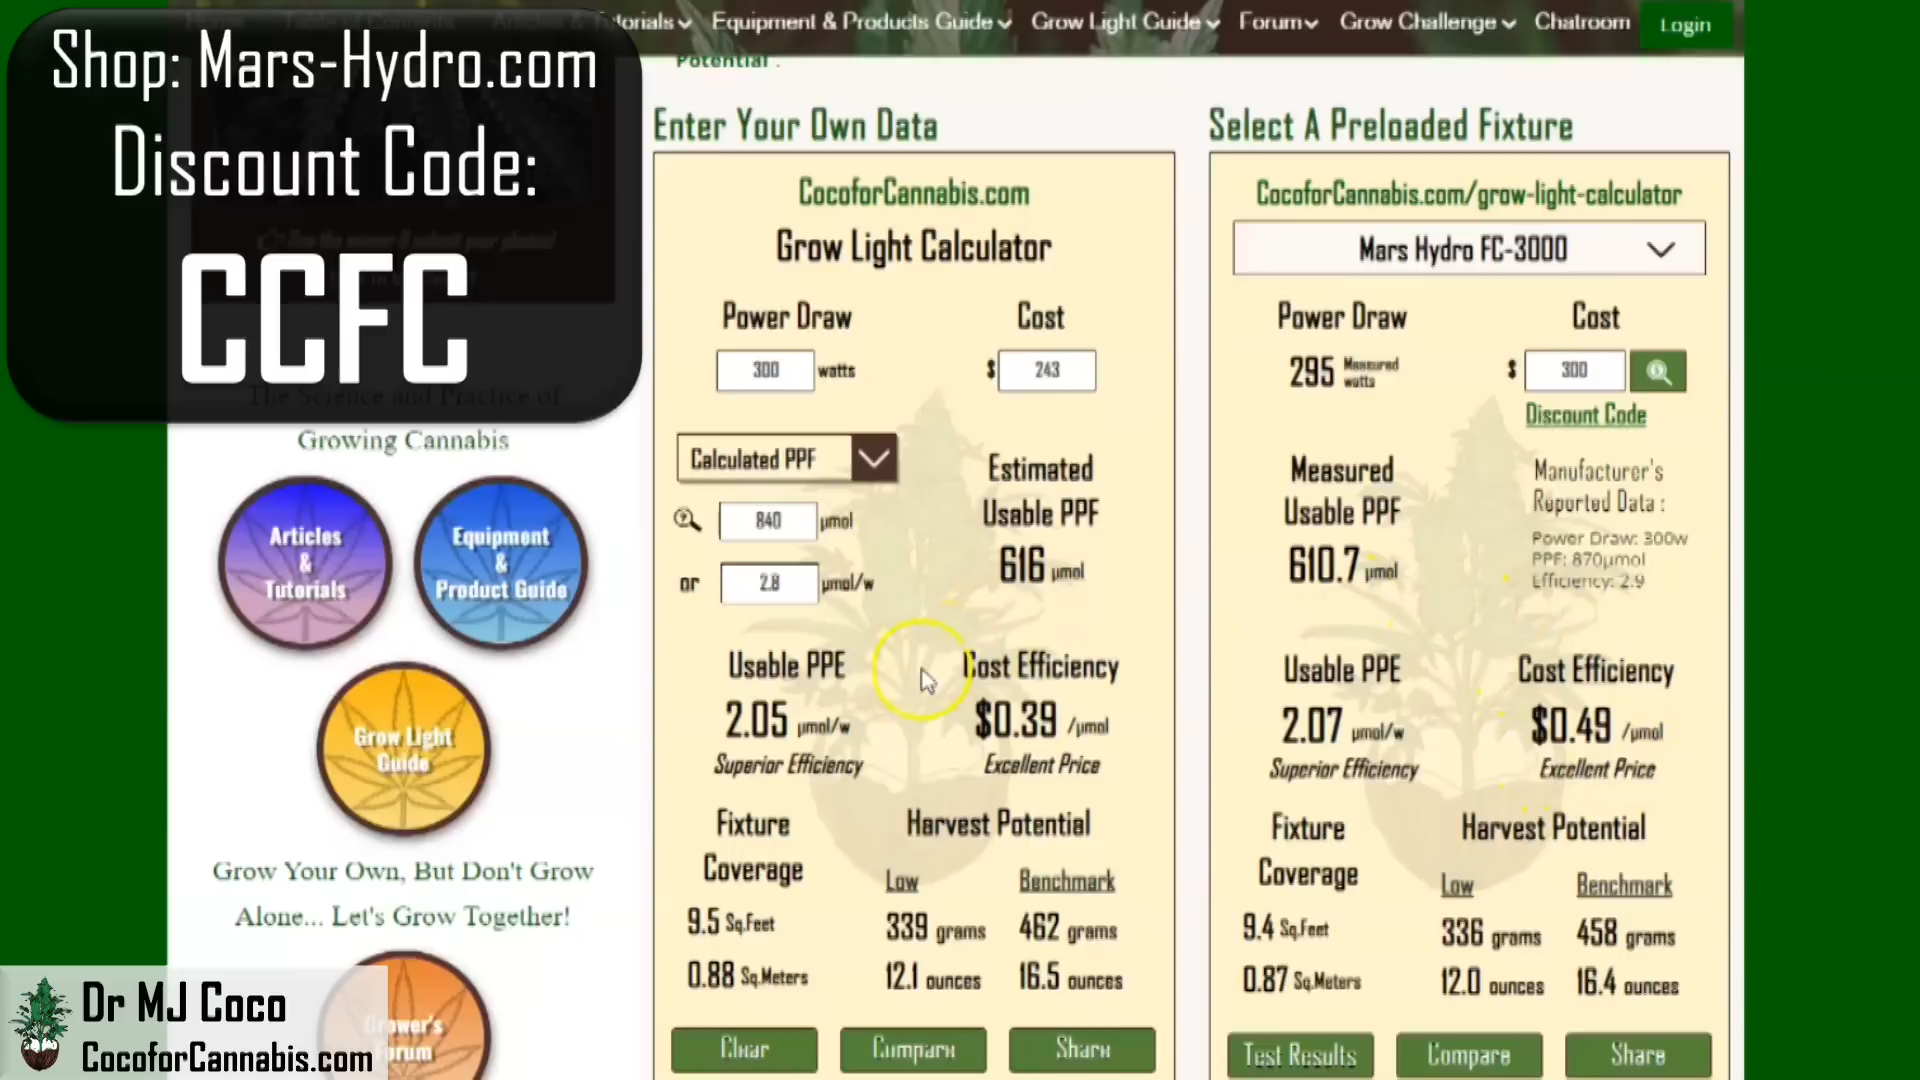 Shop: Mars-Hydro.com
Discount Code:
CCFC
Equipment & Products Guide
Grow Light Guide
Forum
Grow Challenge
Chatroom
Login
Potential .
The Science and Practice of
Growing Cannabis
Articles
&
Tutorials
Equipment
&
Product Guide
Grow Light
Guide
Grow Your Own, But Don't Grow
Alone... Let's Grow Together!
Grower's
Forum
Dr MJ Coco
CocoforCannabis.com
Enter Your Own Data
CocoforCannabis.com
Grow Light Calculator
Power Draw
Cost
300 watts
$ 243
Calculated PPF
840 µmol
or 2.8 µmol/w
Estimated
Usable PPF
616 µmol
Usable PPE
Cost Efficiency
2.05 µmol/w
$0.39 /µmol
Superior Efficiency
Excellent Price
Fixture
Coverage
Harvest Potential
Low
Benchmark
9.5 Sq.Feet
339 grams
462 grams
0.88 Sq.Meters
12.1 ounces
16.5 ounces
Clear
Compare
Share
Select A Preloaded Fixture
CocoforCannabis.com/grow-light-calculator
Mars Hydro FC-3000
Power Draw
Cost
295 Measured
watts
$ 300
Discount Code
Measured
Usable PPF
610.7 µmol
Manufacturer's
Reported Data :
Power Draw: 300w
PPF: 870µmol
Efficiency: 2.9
Usable PPE
Cost Efficiency
2.07 µmol/w
$0.49 /µmol
Superior Efficiency
Excellent Price
Fixture
Coverage
Harvest Potential
Low
Benchmark
9.4 Sq.Feet
336 grams
458 grams
0.87 Sq.Meters
12.0 ounces
16.4 ounces
Test Results
Compare
Share